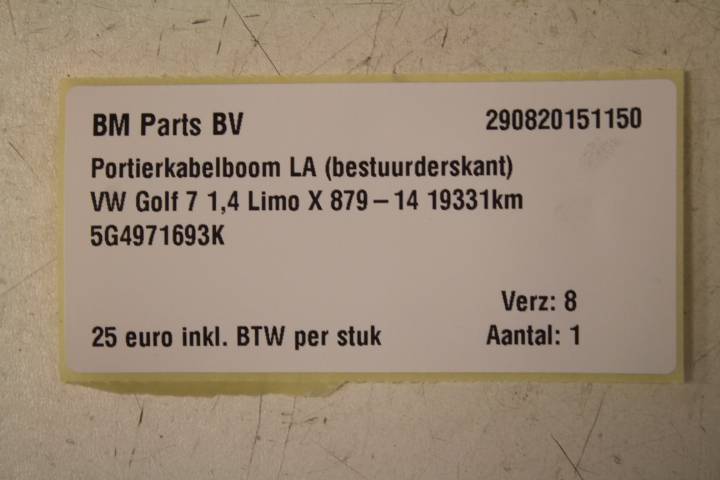 BM Parts BV 290820151150
Portierkabelboom LA (bestuurderskant)
VW Golf 7 1,4 Limo X 879 – 14 19331km
5G4971693K
Verz: 8
25 euro inkl. BTW per stuk Aantal: 1